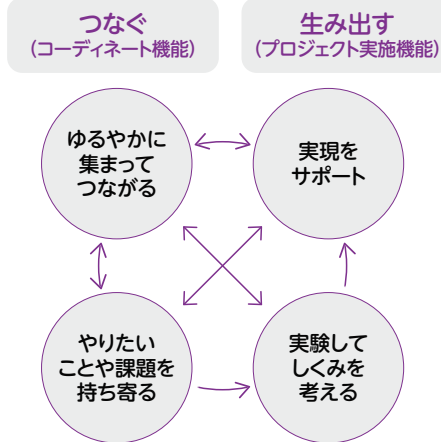 つなぐ
（コーディネート機能）
生み出す
（プロジェクト実施機能）
ゆるやかに
集まって
つながる
実現を
サポート
やりたい
ことや課題を
持ち寄る
実験して
しくみを
考える